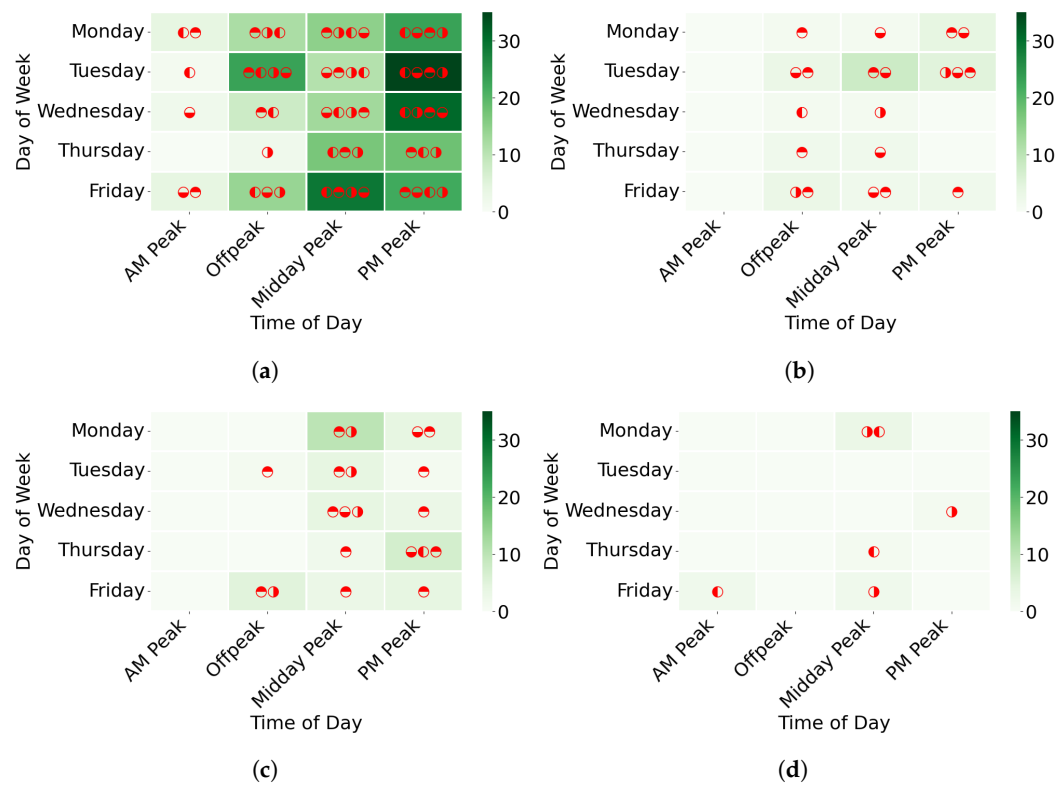 Day of Week
Monday
Tuesday
Wednesday
Thursday
Friday
AM Peak
Offpeak
Midday Peak
PM Peak
Time of Day
30
20
10
0
(a)
Day of Week
Monday
Tuesday
Wednesday
Thursday
Friday
AM Peak
Offpeak
Midday Peak
PM Peak
Time of Day
30
20
10
0
(b)
Day of Week
Monday
Tuesday
Wednesday
Thursday
Friday
AM Peak
Offpeak
Midday Peak
PM Peak
Time of Day
30
20
10
0
(c)
Day of Week
Monday
Tuesday
Wednesday
Thursday
Friday
AM Peak
Offpeak
Midday Peak
PM Peak
Time of Day
30
20
10
0
(d)